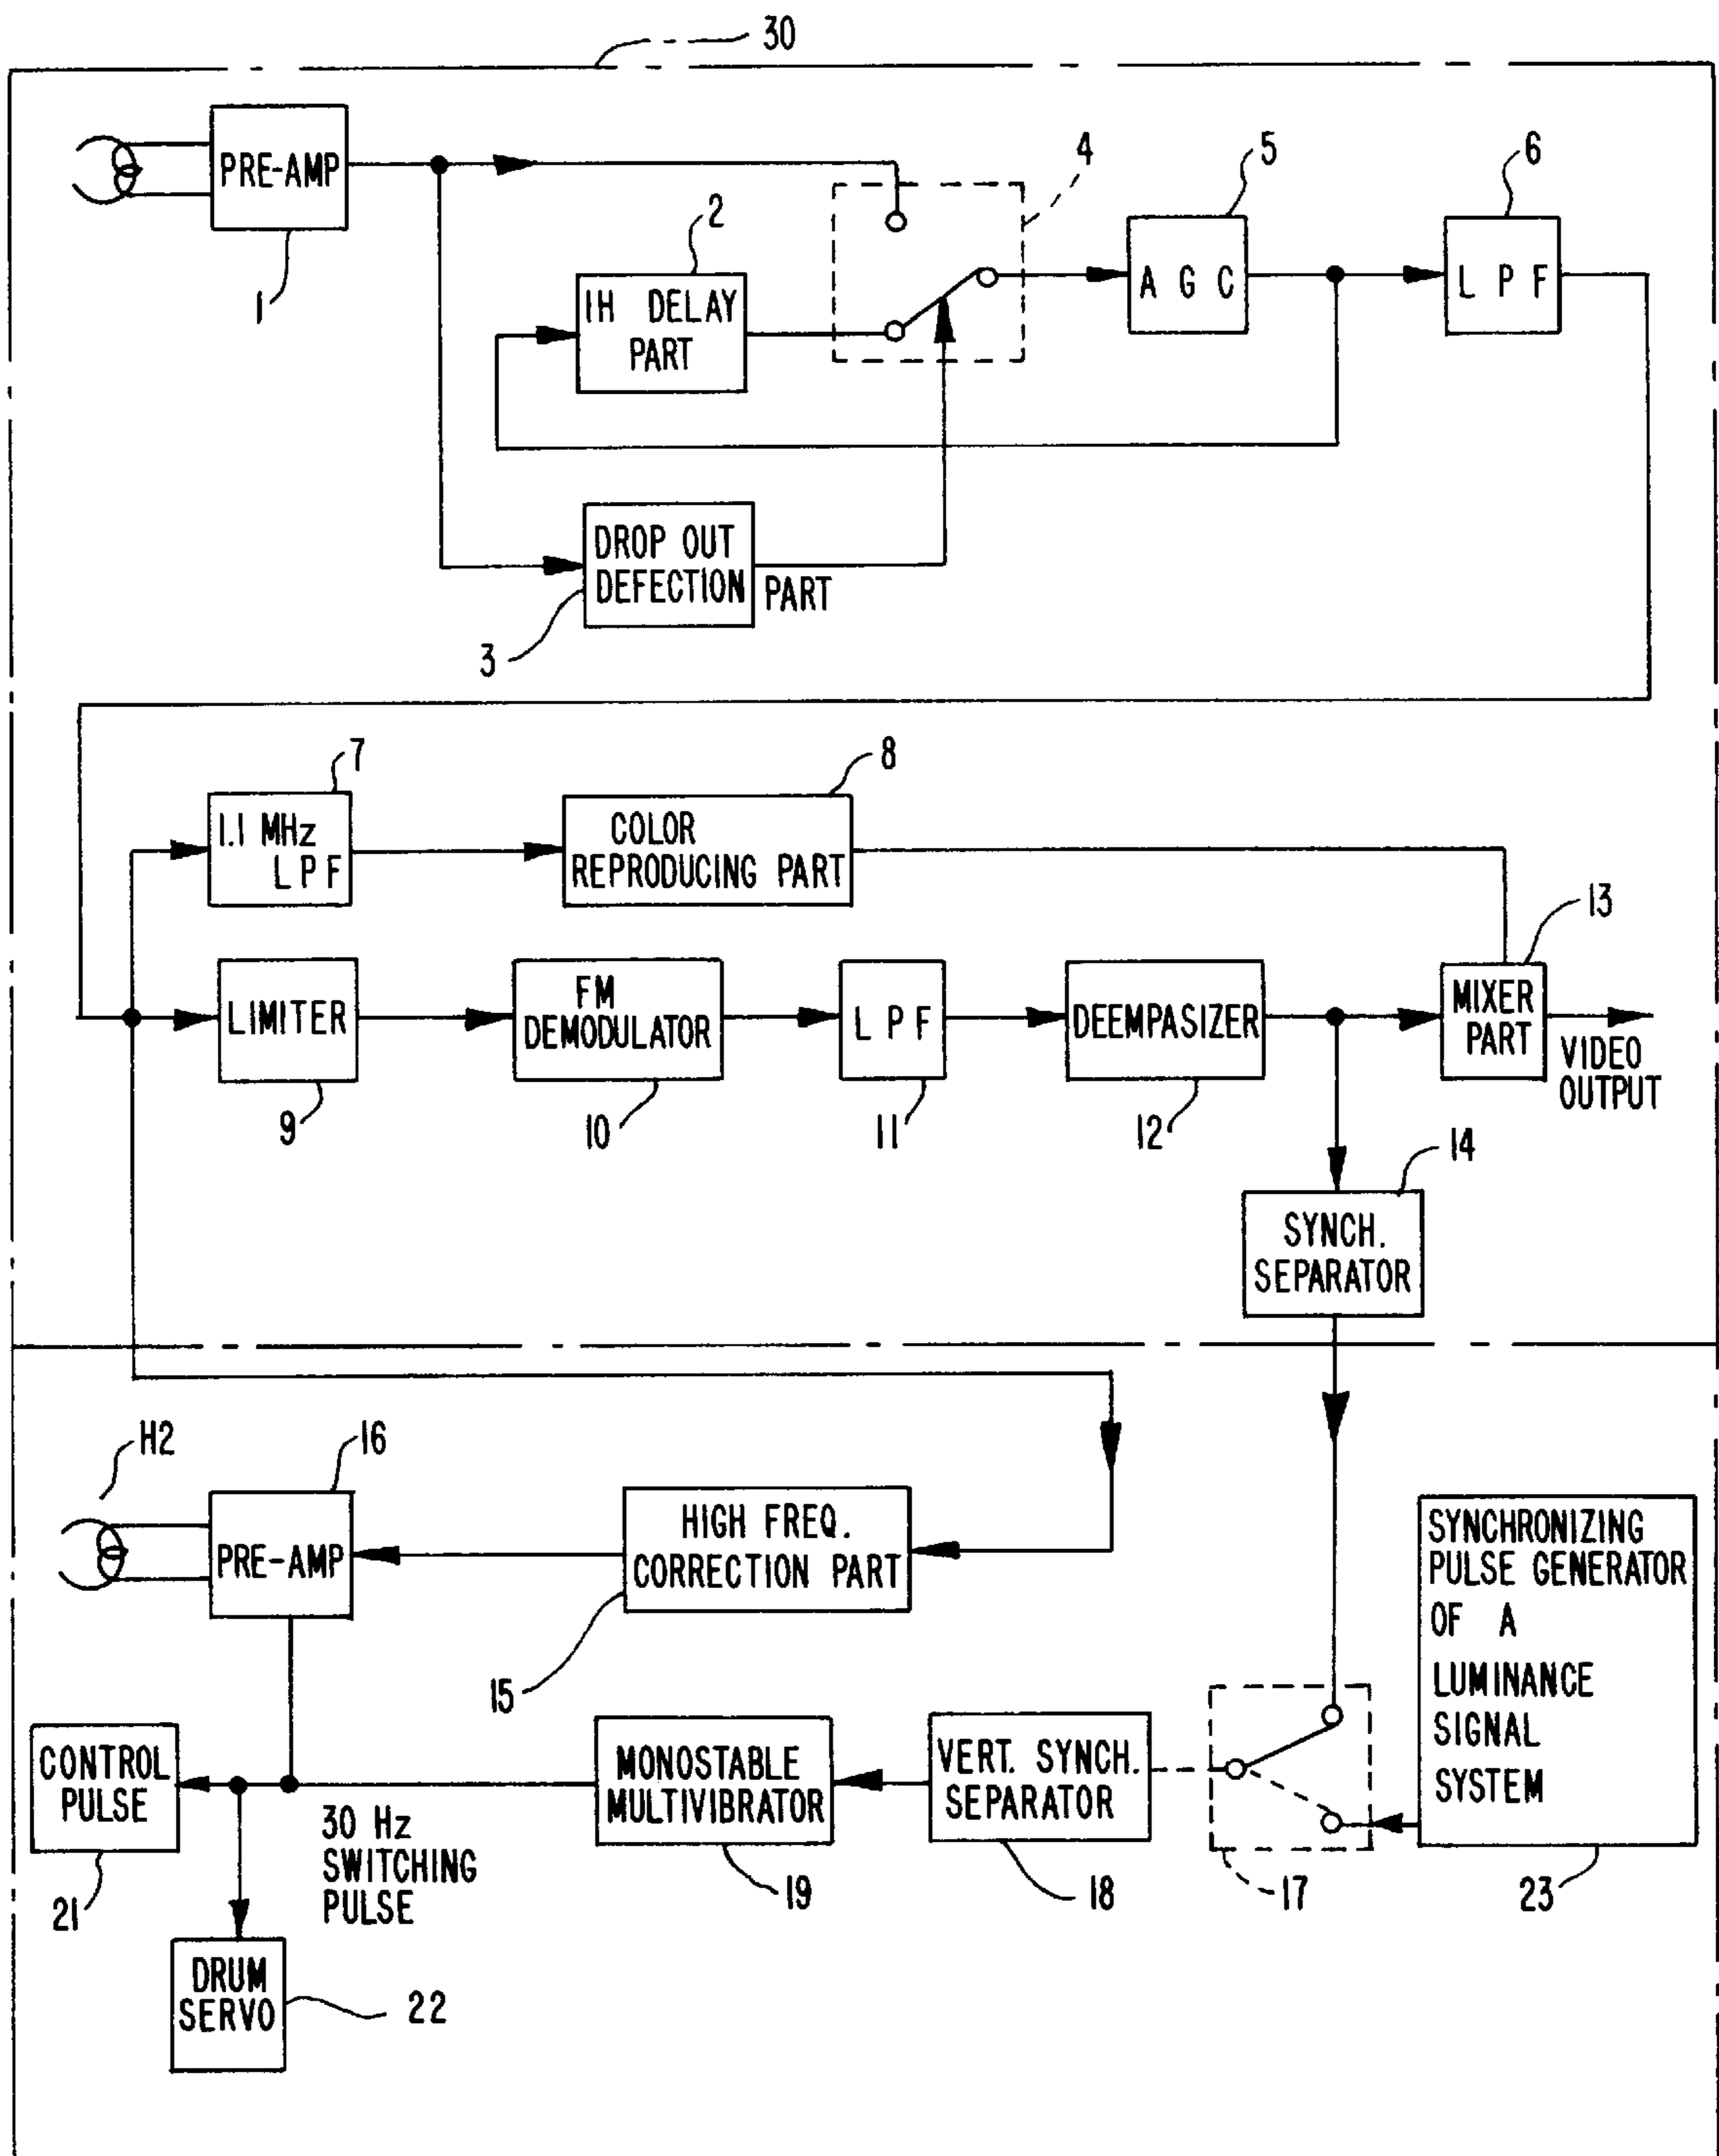 30
PRE-AMP
1
2
1H DELAY
PART
4
5
A G C
6
L P F
DROP OUT
DEFECTION
PART
3
7
1.1 MHz
L P F
8
COLOR
REPRODUCING PART
13
MIXER
PART
LIMITER
9
FM
DEMODULATOR
10
L P F
11
DEEMPASIZER
12
VIDEO
OUTPUT
14
SYNCH.
SEPARATOR
H2
16
PRE-AMP
HIGH FREQ.
CORRECTION PART
15
SYNCHRONIZING
PULSE GENERATOR
OF A
LUMINANCE
SIGNAL
SYSTEM
23
CONTROL
PULSE
21
30 Hz
SWITCHING
PULSE
MONOSTABLE
MULTIVIBRATOR
19
VERT. SYNCH.
SEPARATOR
18
17
DRUM
SERVO
22